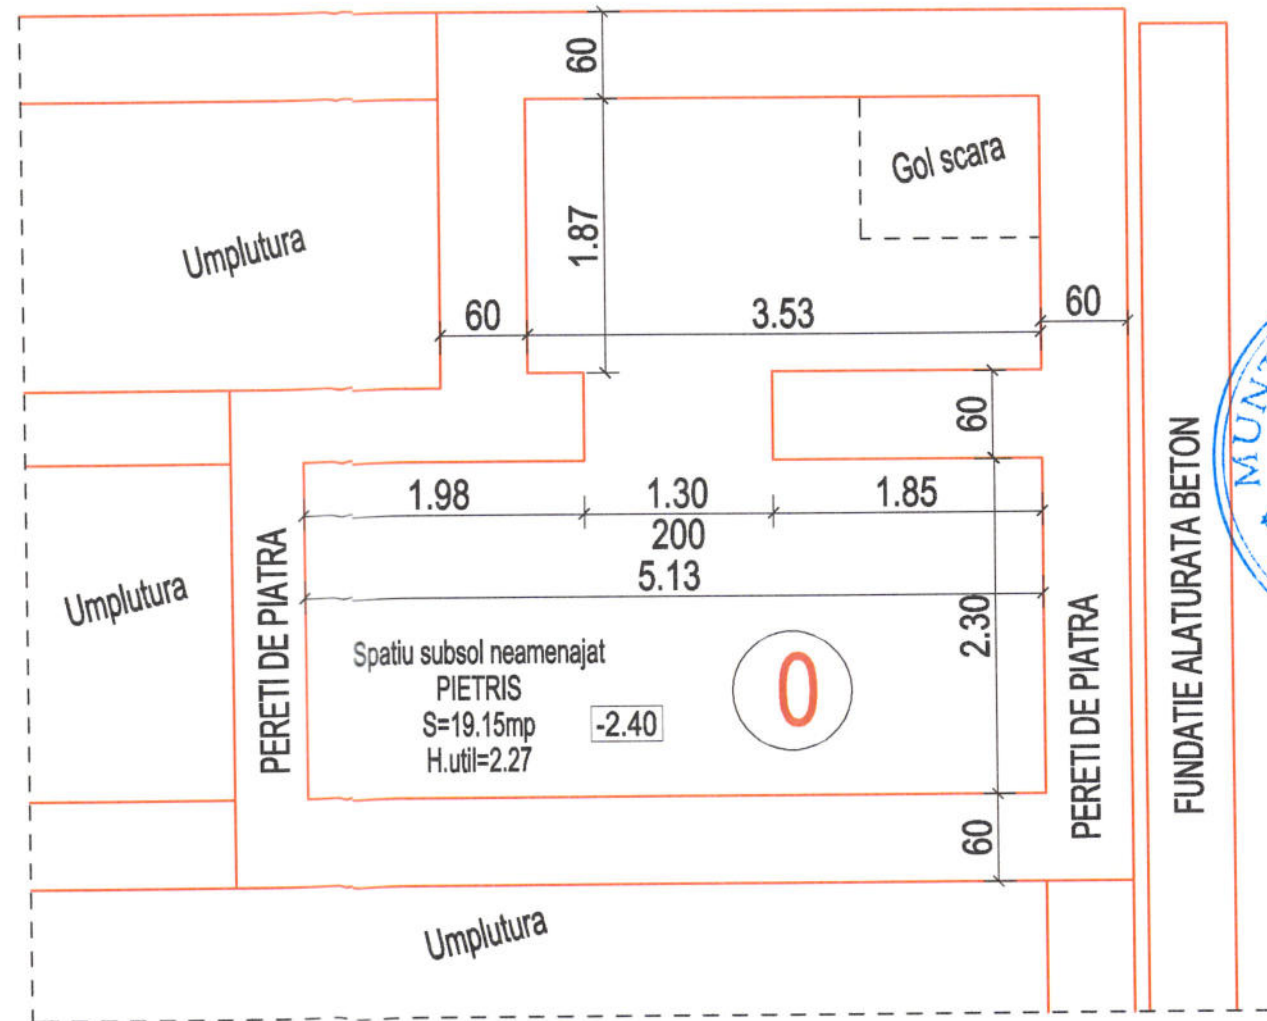 60
Gol scara
Umplutura
1.87
60
3.53
60
60
1.98
1.30
1.85
200
5.13
PERETI DE PIATRA
Umplutura
2.30
Spatiu subsol neamenajat
PIETRIS
S=19.15mp
-2.40
H.util=2.27
0
PERETI DE PIATRA
FUNDATIE ALATURATA BETON
60
Umplutura